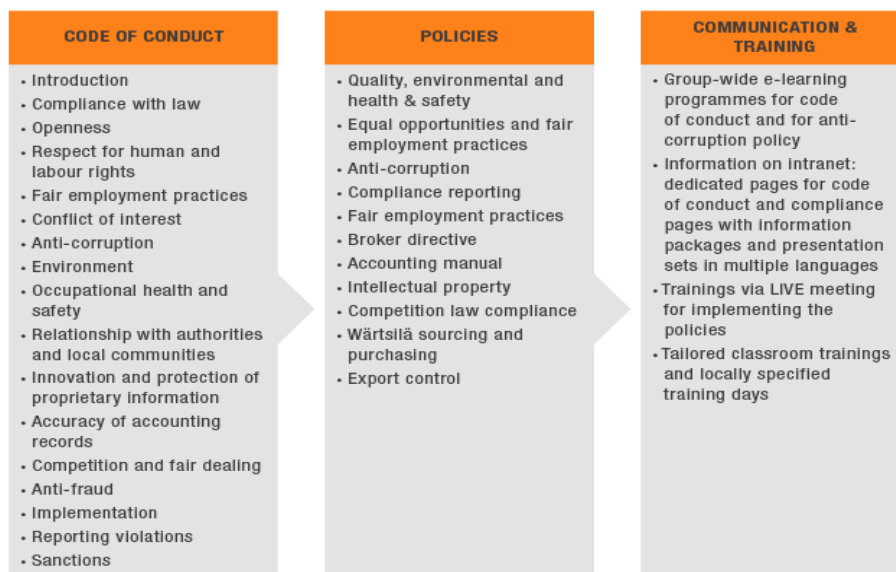 CODE OF CONDUCT
• Introduction
• Compliance with law
• Openness
• Respect for human and
labour rights
• Fair employment practices
• Conflict of interest
• Anti-corruption
• Environment
• Occupational health and
safety
• Relationship with authorities
and local communities
• Innovation and protection of
proprietary information
• Accuracy of accounting
records
• Competition and fair dealing
• Anti-fraud
• Implementation
• Reporting violations
• Sanctions
POLICIES
• Quality, environmental and
health & safety
• Equal opportunities and fair
employment practices
• Anti-corruption
• Compliance reporting
• Fair employment practices
• Broker directive
• Accounting manual
• Intellectual property
• Competition law compliance
• Wärtsilä sourcing and
purchasing
• Export control
COMMUNICATION &
TRAINING
• Group-wide e-learning
programmes for code
of conduct and for anti-
corruption policy
• Information on intranet:
dedicated pages for code
of conduct and compliance
pages with information
packages and presentation
sets in multiple languages
• Trainings via LIVE meeting
for implementing the
policies
• Tailored classroom trainings
and locally specified
training days